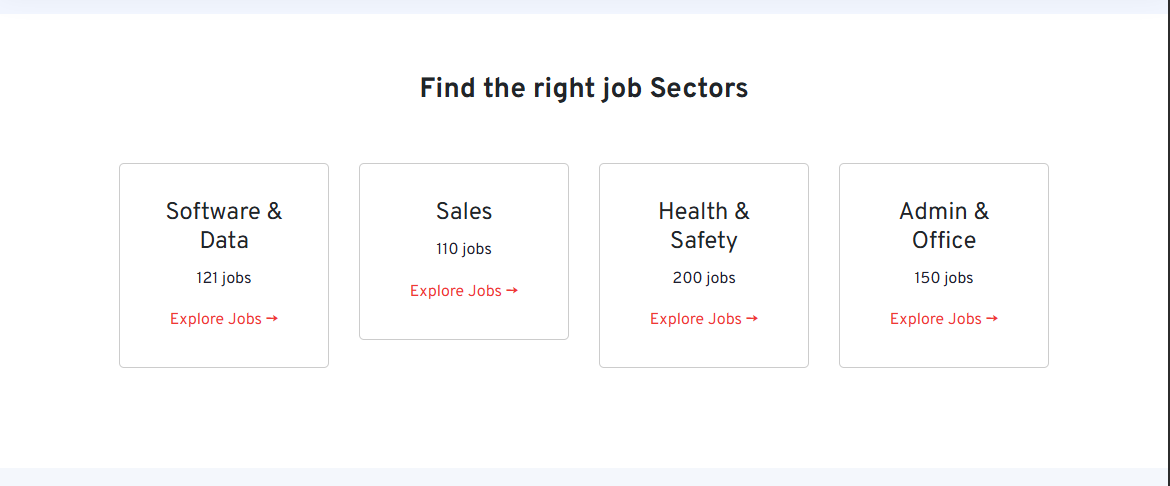 Find the right job Sectors
Software &
Data
121 jobs
Explore Jobs →
Sales
110 jobs
Explore Jobs →
Health &
Safety
200 jobs
Explore Jobs →
Admin &
Office
150 jobs
Explore Jobs →